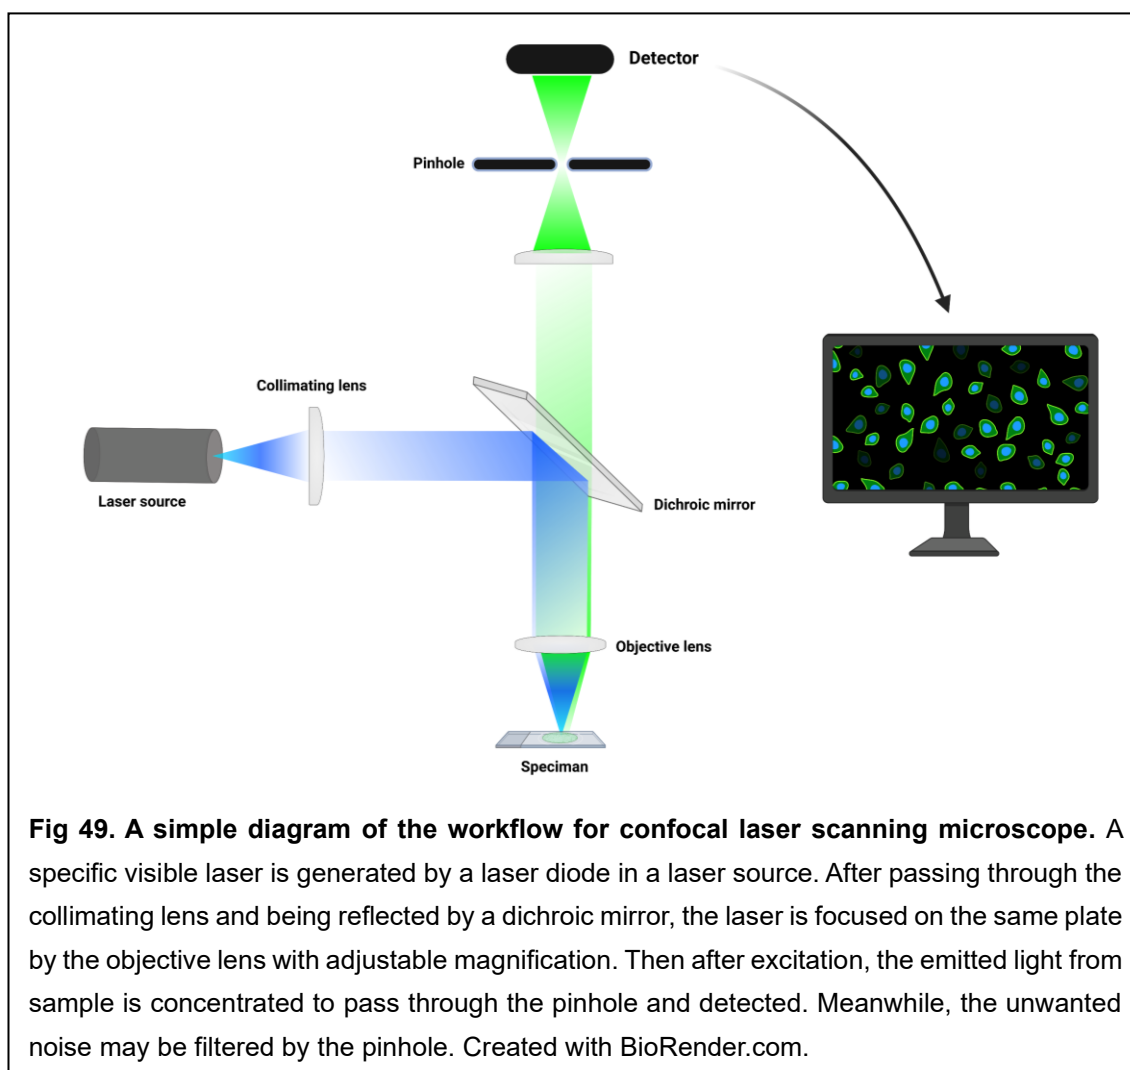 Detector
Pinhole
Collimating lens
Laser source
Dichroic mirror
Objective lens
Speciman
Fig 49. A simple diagram of the workflow for confocal laser scanning microscope. A
specific visible laser is generated by a laser diode in a laser source. After passing through the
collimating lens and being reflected by a dichroic mirror, the laser is focused on the same plate
by the objective lens with adjustable magnification. Then after excitation, the emitted light from
sample is concentrated to pass through the pinhole and detected. Meanwhile, the unwanted
noise may be filtered by the pinhole. Created with BioRender.com.